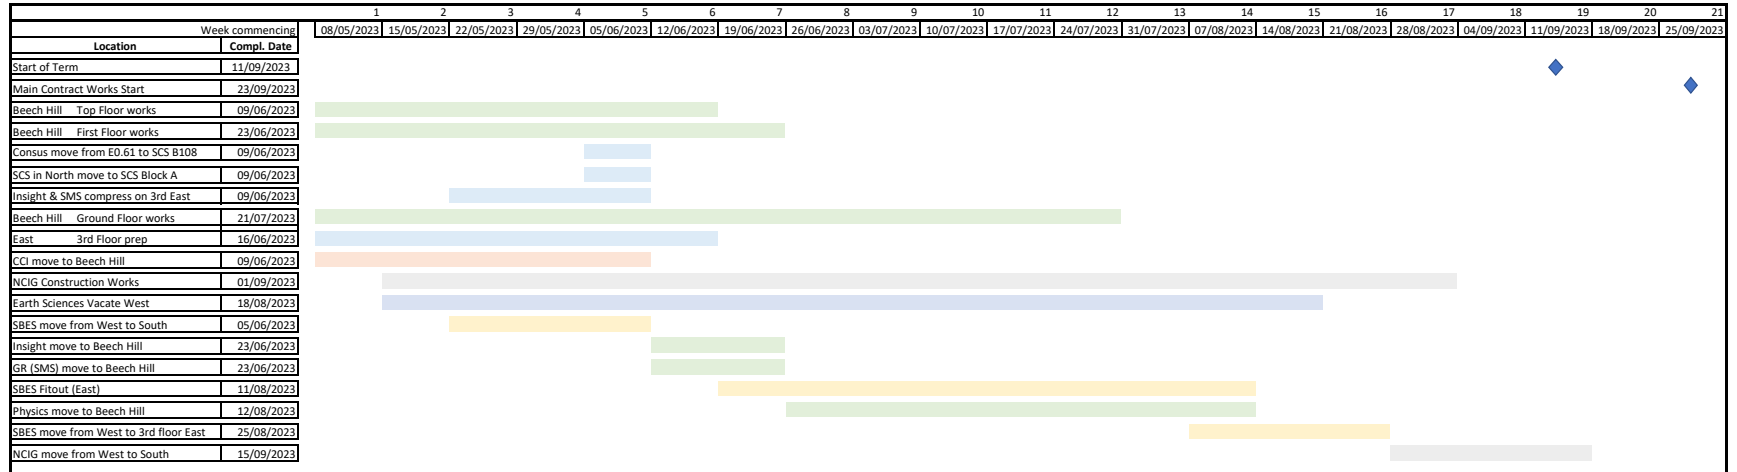 1 2 3 4 5 6 7 8 9 10 11 12 13 14 15 16 17 18 19 20 21
Week commencing 08/05/2023 15/05/2023 22/05/2023 29/05/2023 05/06/2023 12/06/2023 19/06/2023 26/06/2023 03/07/2023 10/07/2023 17/07/2023 24/07/2023 31/07/2023 07/08/2023 14/08/2023 21/08/2023 28/08/2023 04/09/2023 11/09/2023 18/09/2023 25/09/2023
Location Compl. Date
Start of Term 11/09/2023
Main Contract Works Start 23/09/2023
Beech Hill Top Floor works 09/06/2023
Beech Hill First Floor works 23/06/2023
Consus move from E0.61 to SCS B108 09/06/2023
SCS in North move to SCS Block A 09/06/2023
Insight & SMS compress on 3rd East 09/06/2023
Beech Hill Ground Floor works 21/07/2023
East 3rd Floor prep 16/06/2023
CCI move to Beech Hill 09/06/2023
NCIG Construction Works 01/09/2023
Earth Sciences Vacate West 18/08/2023
SBES move from West to South 05/06/2023
Insight move to Beech Hill 23/06/2023
GR (SMS) move to Beech Hill 23/06/2023
SBES Fitout (East) 11/08/2023
Physics move to Beech Hill 12/08/2023
SBES move from West to 3rd floor East 25/08/2023
NCIG move from West to South 15/09/2023